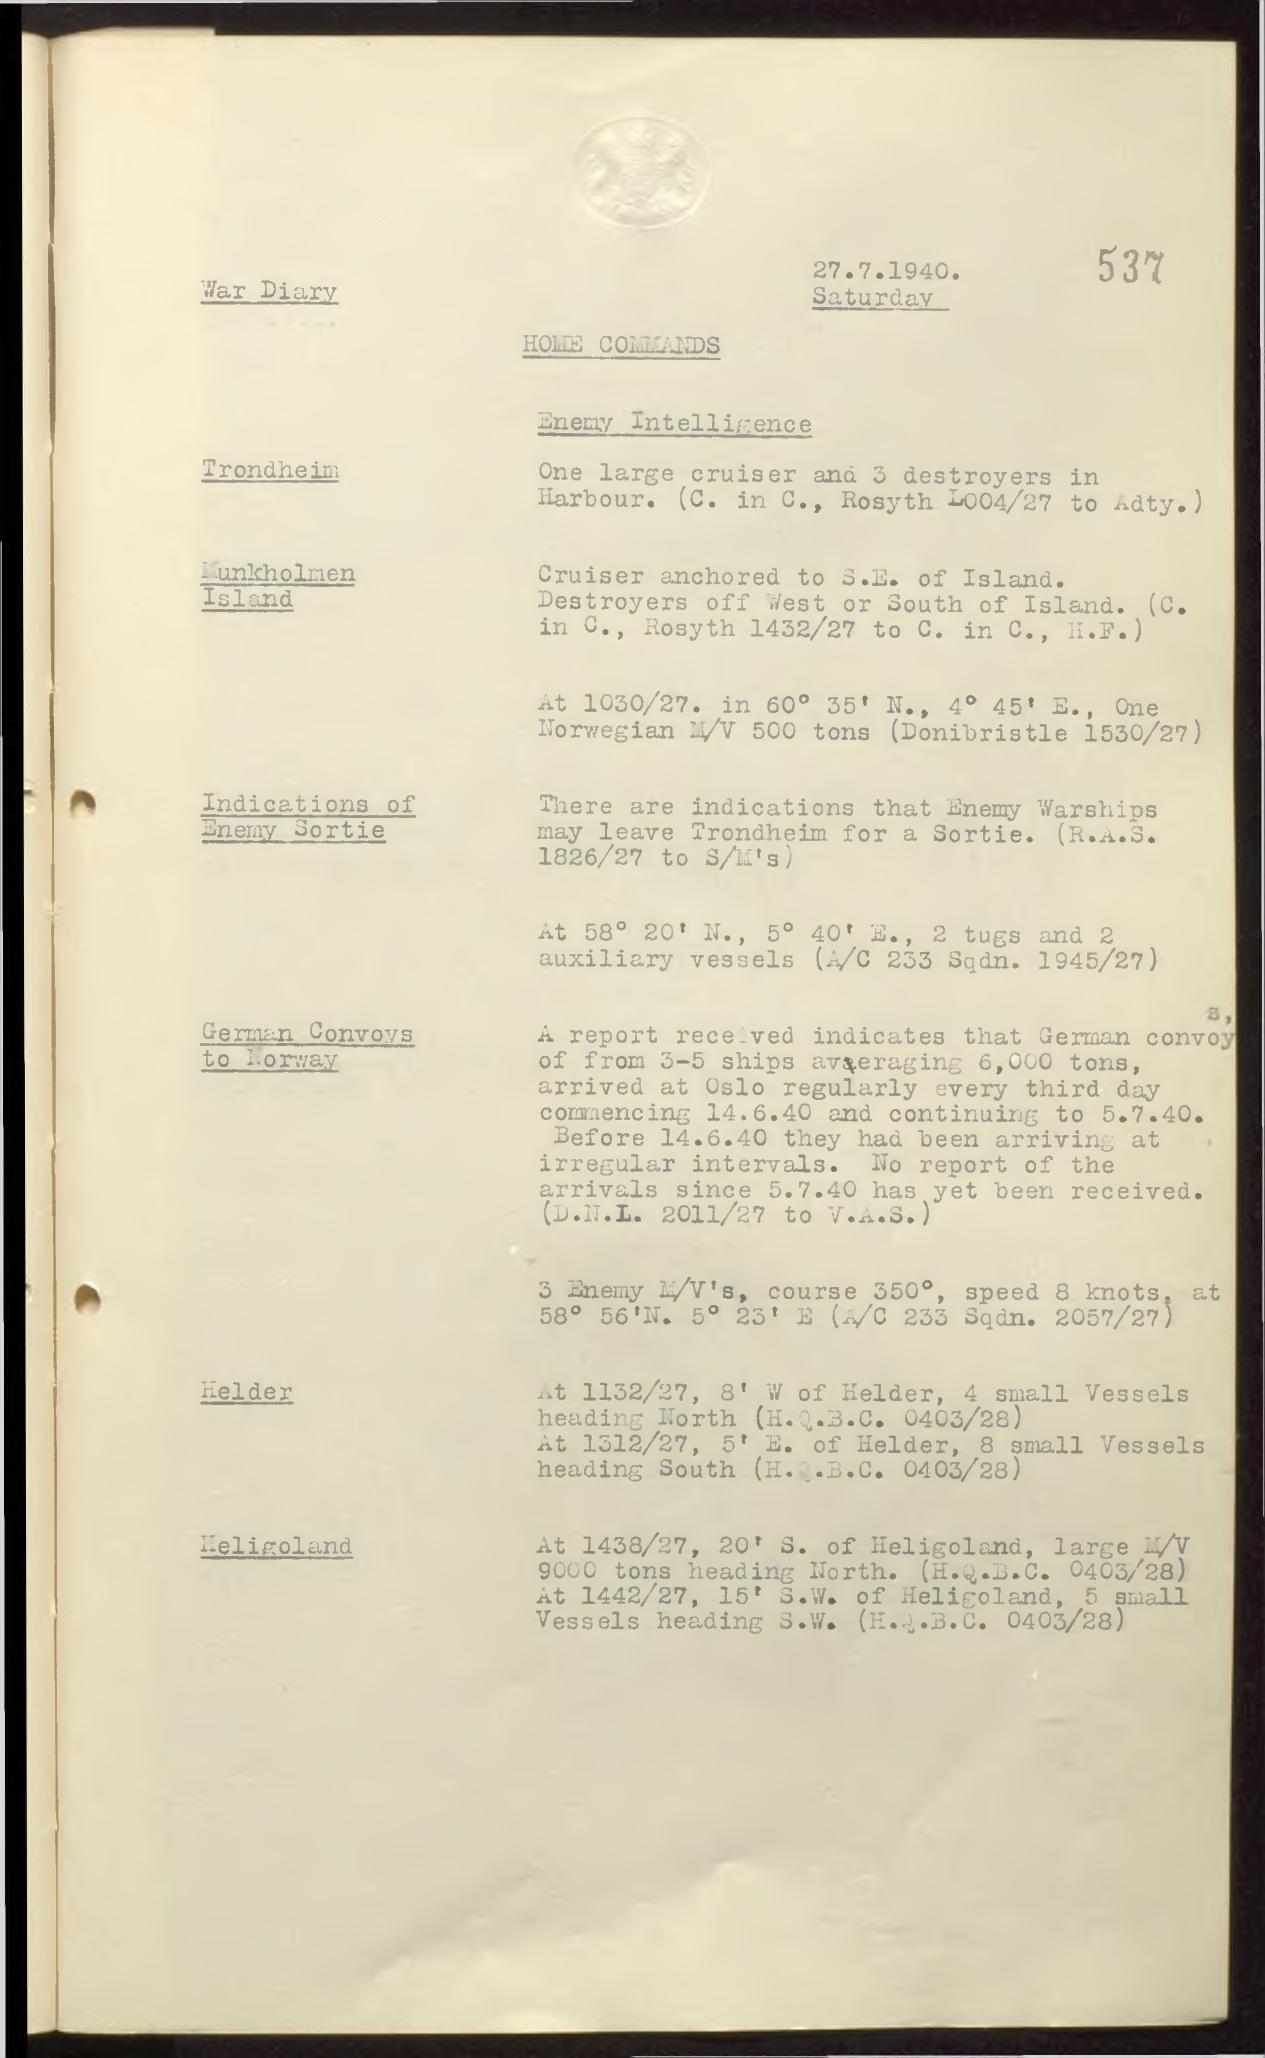 27.7.1940.
537
War Diary
Saturday
HOME COMMANDS
Enemy Intelligence
Trondheim
One large cruiser and 3 destroyers in
Harbour. (C. in C., Rosyth 1004/27 to Adty.)
Munkholmen
Island
Cruiser anchored to S.E. of Island.
Destroyers off West or South of Island. (C.
in C., Rosyth 1432/27 to C. in C., H.F.)
At 1030/27. in 60° 35' N., 4° 45' E., One
Norwegian M/V 500 tons (Donibristle 1530/27)
Indications of
Enemy Sortie
There are indications that Enemy Warships
may leave Trondheim for a Sortie. (R.A.S.
1826/27 to S/M's)
At 58° 20' N., 5° 40' E., 2 tugs and 2
auxiliary vessels (A/C 233 Sqdn. 1945/27)
German Convoys
to Norway
A report received indicates that German convoys,
of from 3-5 ships averaging 6,000 tons,
arrived at Oslo regularly every third day
commencing 14.6.40 and continuing to 5.7.40.
Before 14.6.40 they had been arriving at
irregular intervals. No report of the
arrivals since 5.7.40 has yet been received.
(D.N.I. 2011/27 to V.A.S.)
3 Enemy M/V's, course 350°, speed 8 knots, at
58° 56'N. 5° 23' E (A/C 233 Sqdn. 2057/27)
Helder
At 1132/27, 8' W of Helder, 4 small Vessels
heading North (H.Q.B.C. 0403/28)
At 1312/27, 5' E. of Helder, 8 small Vessels
heading South (H.Q.B.C. 0403/28)
Heligoland
At 1438/27, 20' S. of Heligoland, large M/V
9000 tons heading North. (H.Q.B.C. 0403/28)
At 1442/27, 15' S.W. of Heligoland, 5 small
Vessels heading S.W. (H.Q.B.C. 0403/28)